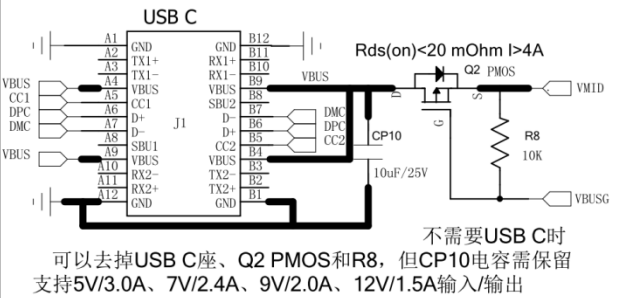 USB C
A1 GND GND B12
A2 TX1+ RX1+ B11
A3 TX1- RX1- B10
VBUS A4 VBUS VBUS B9 VBUS
CC1 A5 CC1 SBU2 B8
DPC A6 D+ D- B7 DMC
DMC A7 D- D+ B6 DPC
A8 SBU1 CC2 B5 CC2
VBUS A9 VBUS VBUS B4
A10 RX2- TX2- B3
A11 RX2+ TX2+ B2
A12 GND GND B1
J1
Rds(on)<20 mOhm I>4A
Q2 PMOS
D S VMID
G
CP10
10uF/25V
R8
10K
VBUSG
不需要USB C时
可以去掉USB C座、Q2 PMOS和R8，但CP10电容需保留
支持5V/3.0A、7V/2.4A、9V/2.0A、12V/1.5A输入/输出